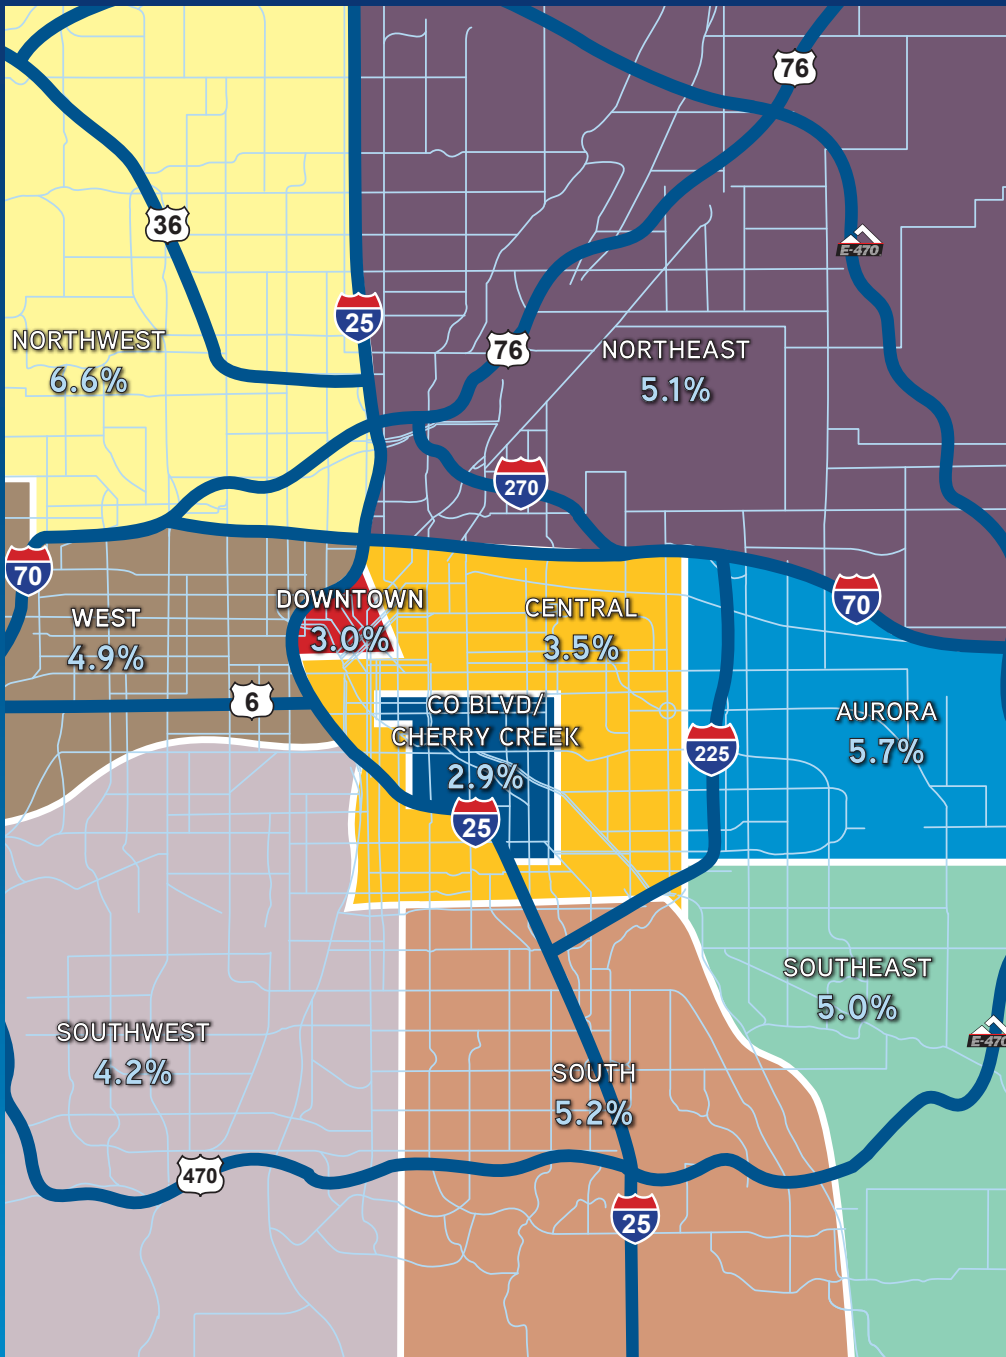 76
36
E-470
25
NORTHWEST
6.6%
76
NORTHEAST
5.1%
270
70
70
DOWNTOWN
3.0%
CENTRAL
3.5%
WEST
4.9%
6
CO BLVD/
CHERRY CREEK
2.9%
AURORA
5.7%
225
25
SOUTHEAST
5.0%
E-470
SOUTHWEST
4.2%
SOUTH
5.2%
470
25